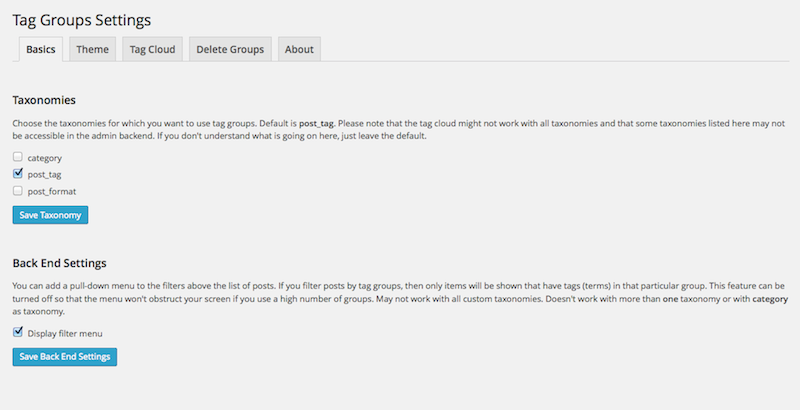 Tag Groups Settings
Basics Theme Tag Cloud Delete Groups About
Taxonomies
Choose the taxonomies for which you want to use tag groups. Default is post_tag. Please note that the tag cloud might not work with all taxonomies and that some taxonomies listed here may not
be accessible in the admin backend. If you don't understand what is going on here, just leave the default.
category
post_tag
post_format
Save Taxonomy
Back End Settings
You can add a pull-down menu to the filters above the list of posts. If you filter posts by tag groups, then only items will be shown that have tags (terms) in that particular group. This feature can be
turned off so that the menu won't obstruct your screen if you use a high number of groups. May not work with all custom taxonomies. Doesn't work with more than one taxonomy or with category
as taxonomy.
Display filter menu
Save Back End Settings